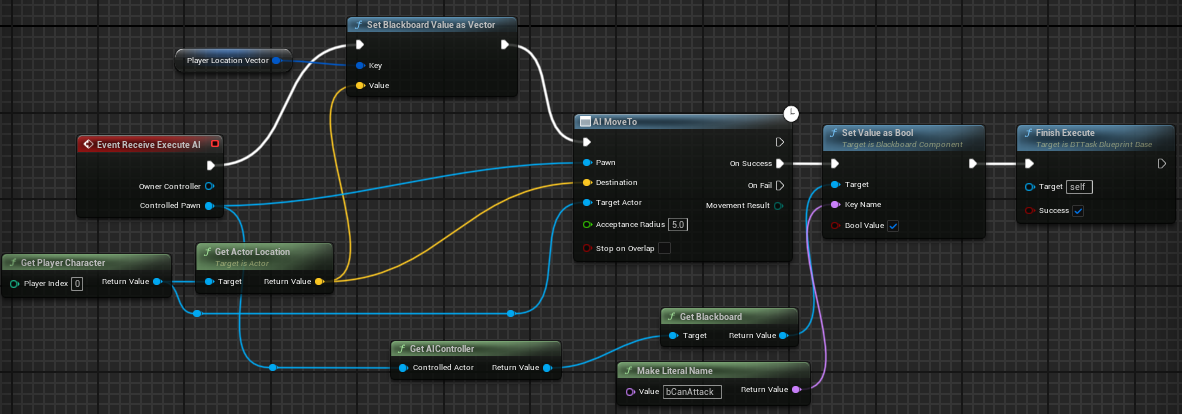 Set Blackboard Value as Vector
Player Location Vector
Key
Value
Event Receive Execute AI
Owner Controller
Controlled Pawn
AI MoveTo
Pawn
On Success
Destination
On Fail
Target Actor
Movement Result
Acceptance Radius 5.0
Stop on Overlap
Set Value as Bool
Target is Blackboard Component
Target
Key Name
Bool Value
Finish Execute
Target is BTTask Blueprint Base
Target self
Success
Get Player Character
Player Index 0
Return Value
Get Actor Location
Target is Actor
Target
Return Value
Get AIController
Controlled Actor
Return Value
Get Blackboard
Target
Return Value
Make Literal Name
Value bCanAttack
Return Value